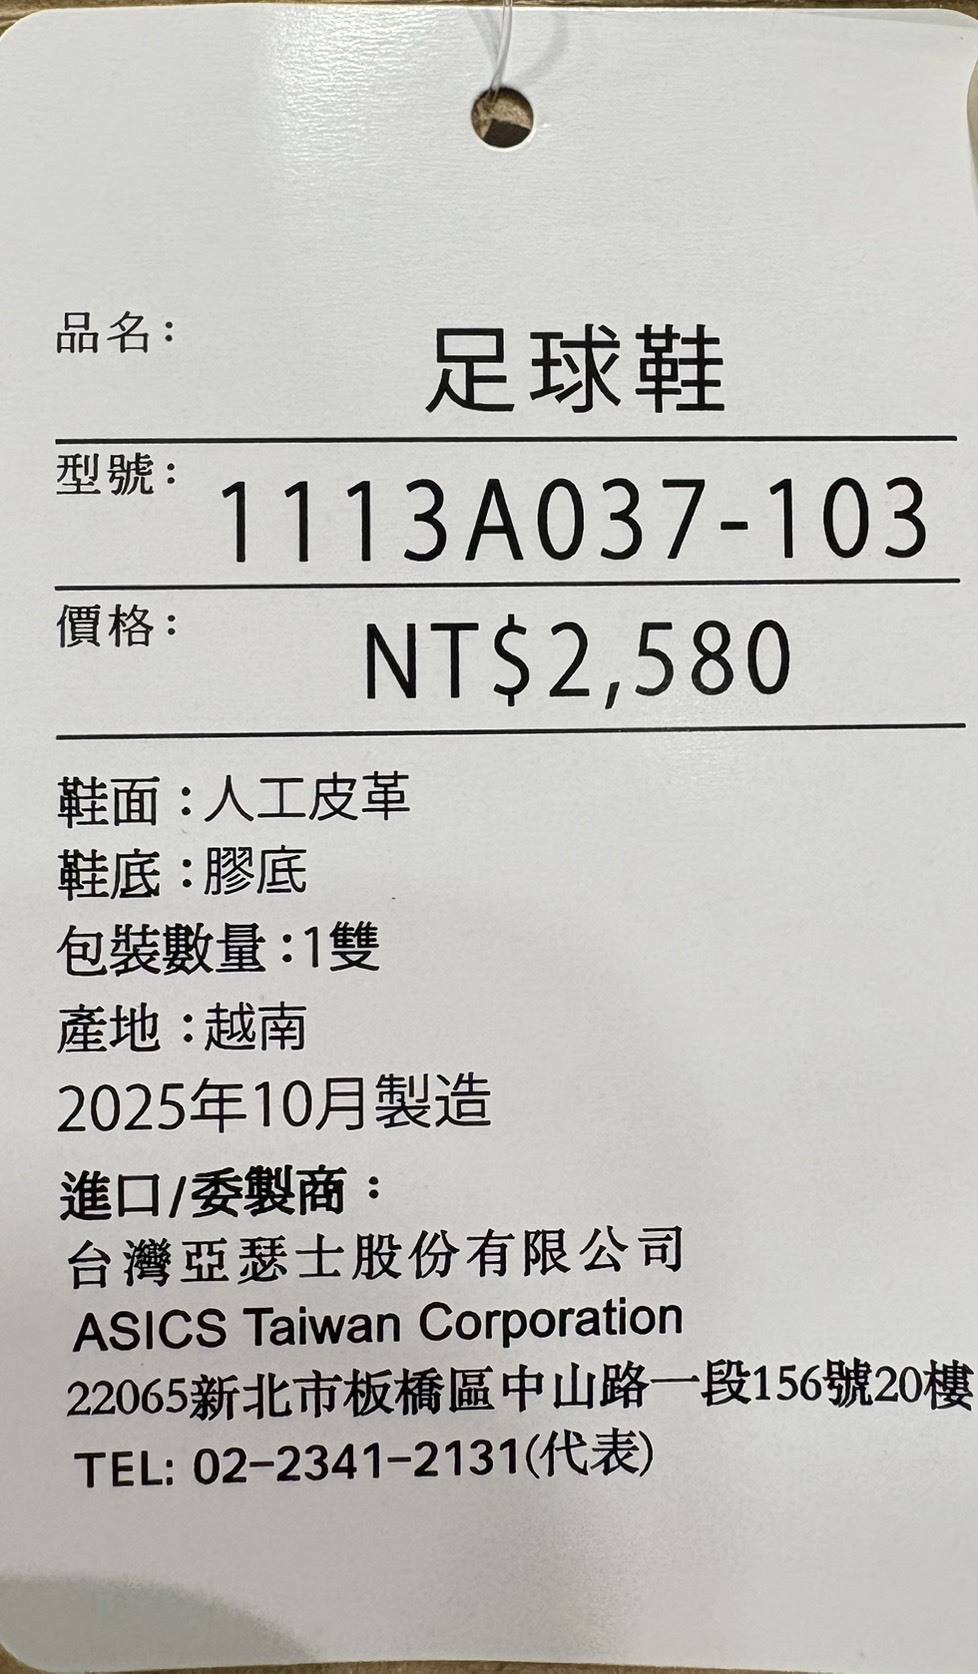 品名：足球鞋
型號：1113A037-103
價格：NT$2,580
鞋面：人工皮革
鞋底：膠底
包裝數量：1雙
產地：越南
2025年10月製造
進口/委製商：
台灣亞瑟士股份有限公司
ASICS Taiwan Corporation
22065新北市板橋區中山路一段156號20樓
TEL: 02-2341-2131(代表)